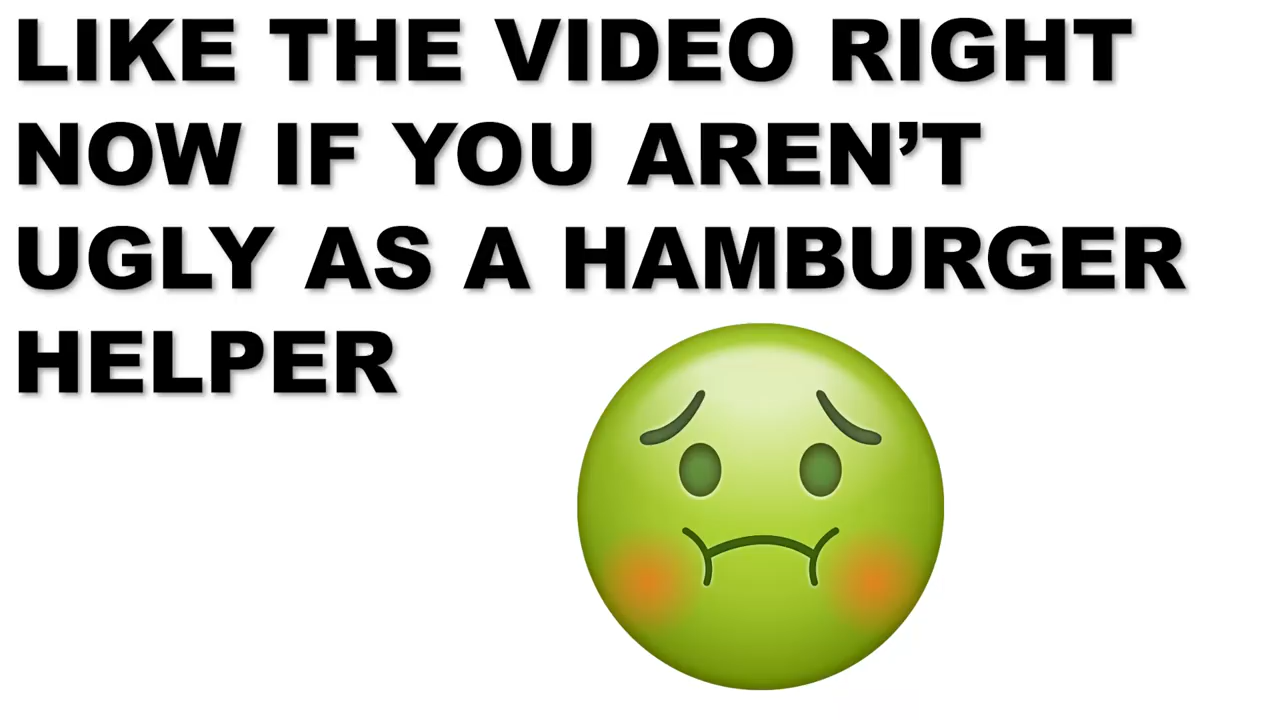 LIKE THE VIDEO RIGHT
NOW IF YOU AREN’T
UGLY AS A HAMBURGER
HELPER